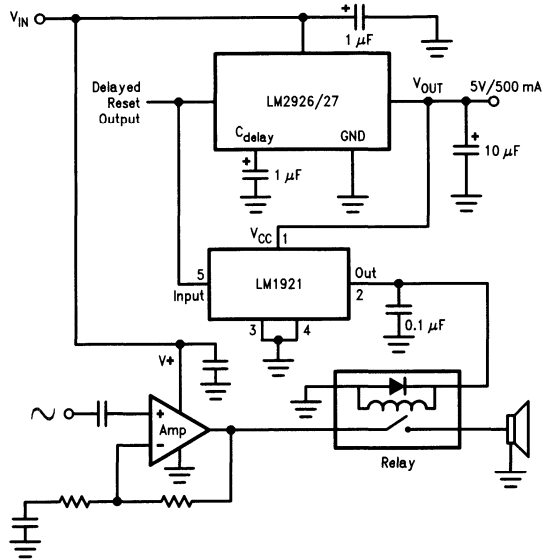 V_IN
+
1 μF
Delayed
Reset
Output
LM2926/27
V_OUT
5V/500 mA
C_delay
GND
+
1 μF
+
10 μF
V_CC
1
5
Input
LM1921
Out
2
3
4
0.1 μF
V+
+
Amp
−
Relay